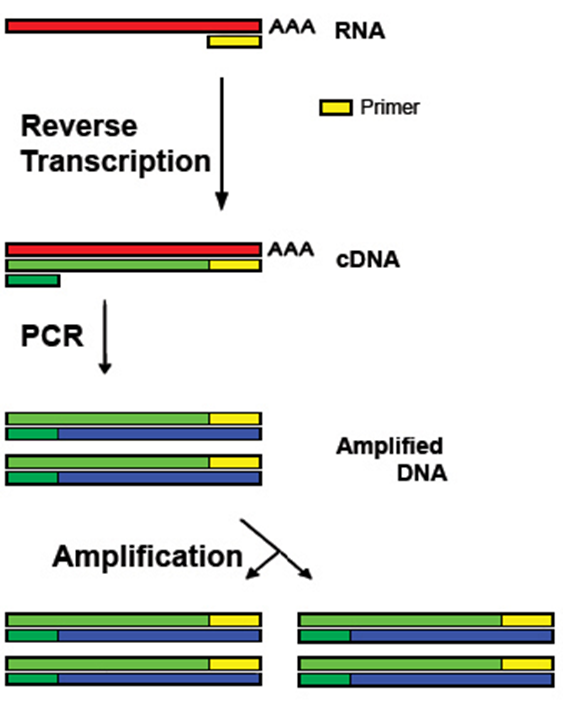 AAA RNA
Primer
Reverse
Transcription
AAA
cDNA
PCR
Amplified
DNA
Amplification